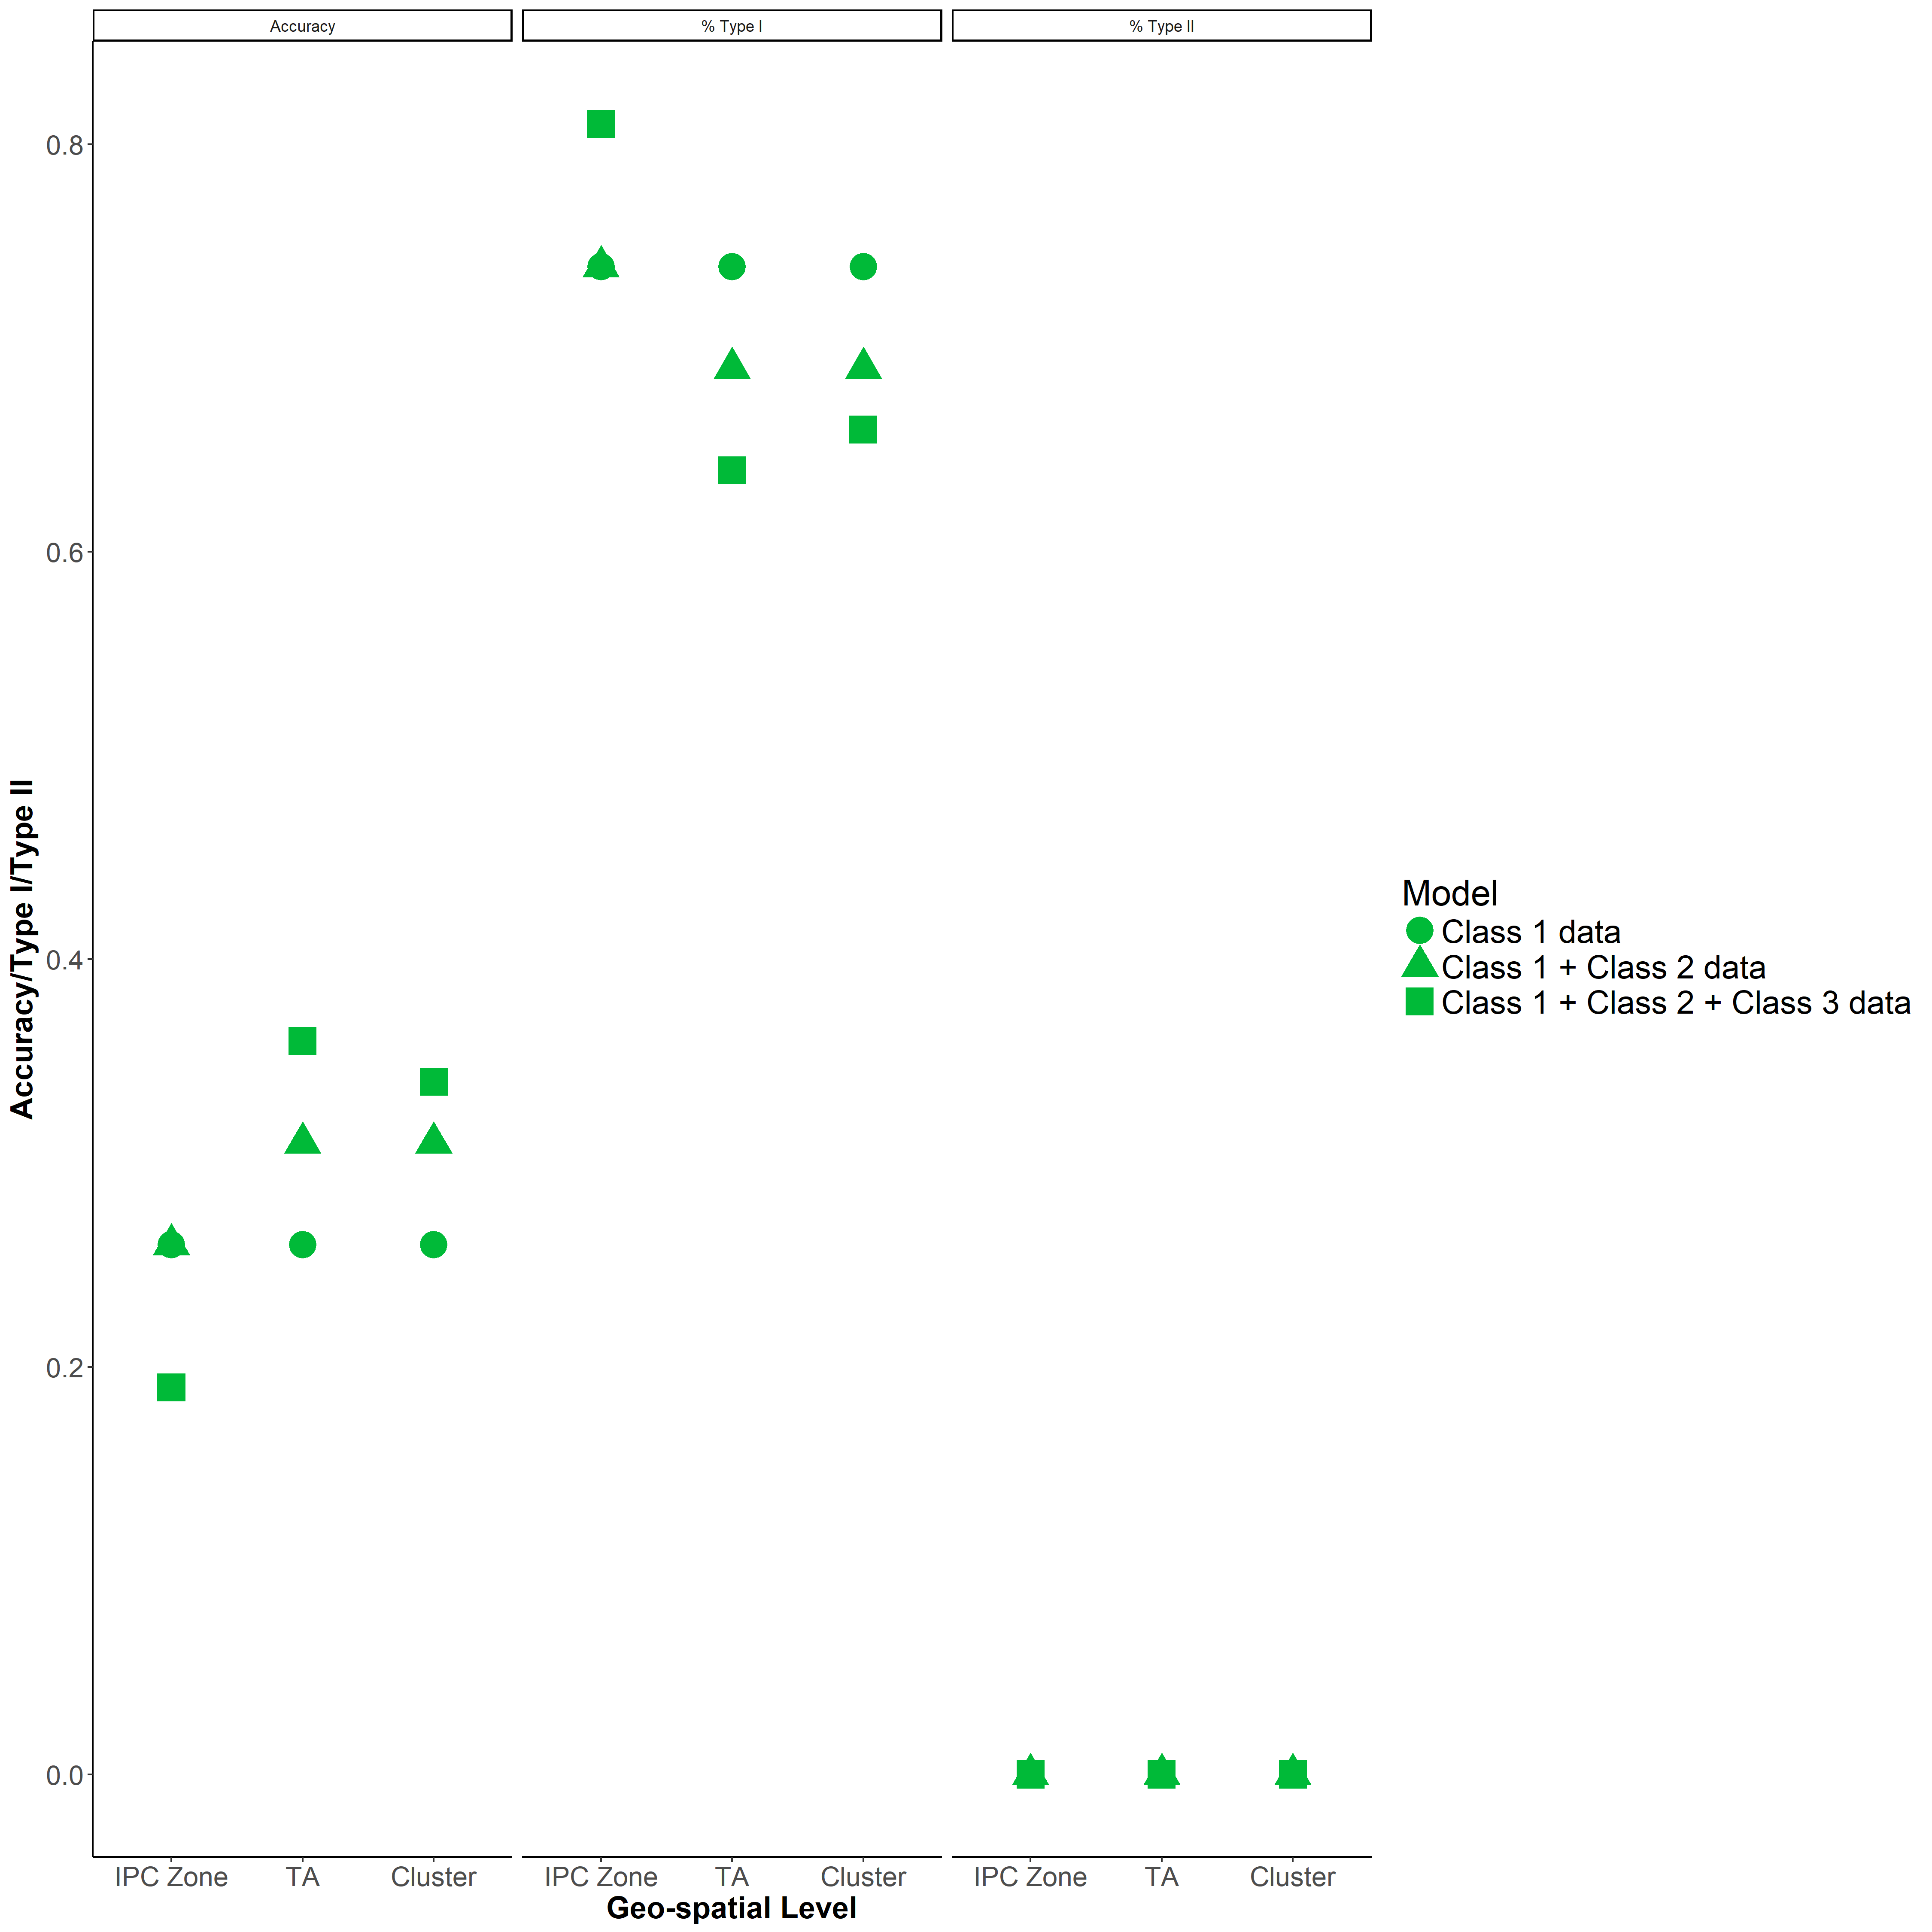 Accuracy
% Type I
% Type II
Accuracy/Type I/Type II
0.8
0.6
0.4
0.2
0.0
IPC Zone TA Cluster
IPC Zone TA Cluster
IPC Zone TA Cluster
Geo-spatial Level
Model
Class 1 data
Class 1 + Class 2 data
Class 1 + Class 2 + Class 3 data